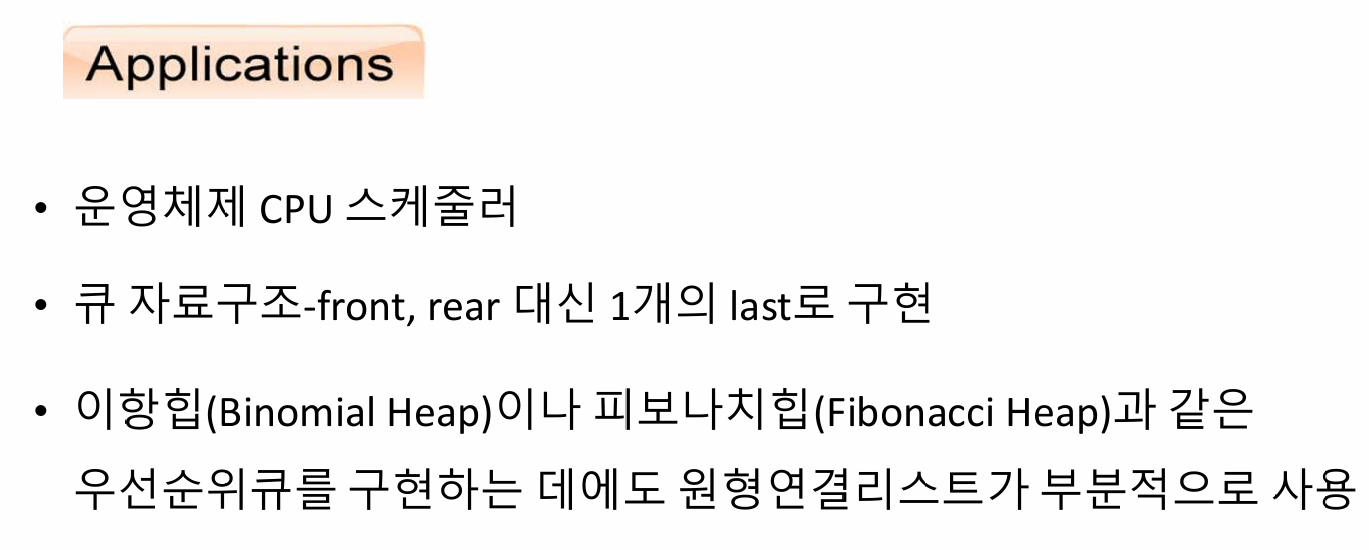 Applications
• 운영체제 CPU 스케줄러
• 큐 자료구조-front, rear 대신 1개의 last로 구현
• 이항힙(Binomial Heap)이나 피보나치힙(Fibonacci Heap)과 같은
우선순위큐를 구현하는 데에도 원형연결리스트가 부분적으로 사용